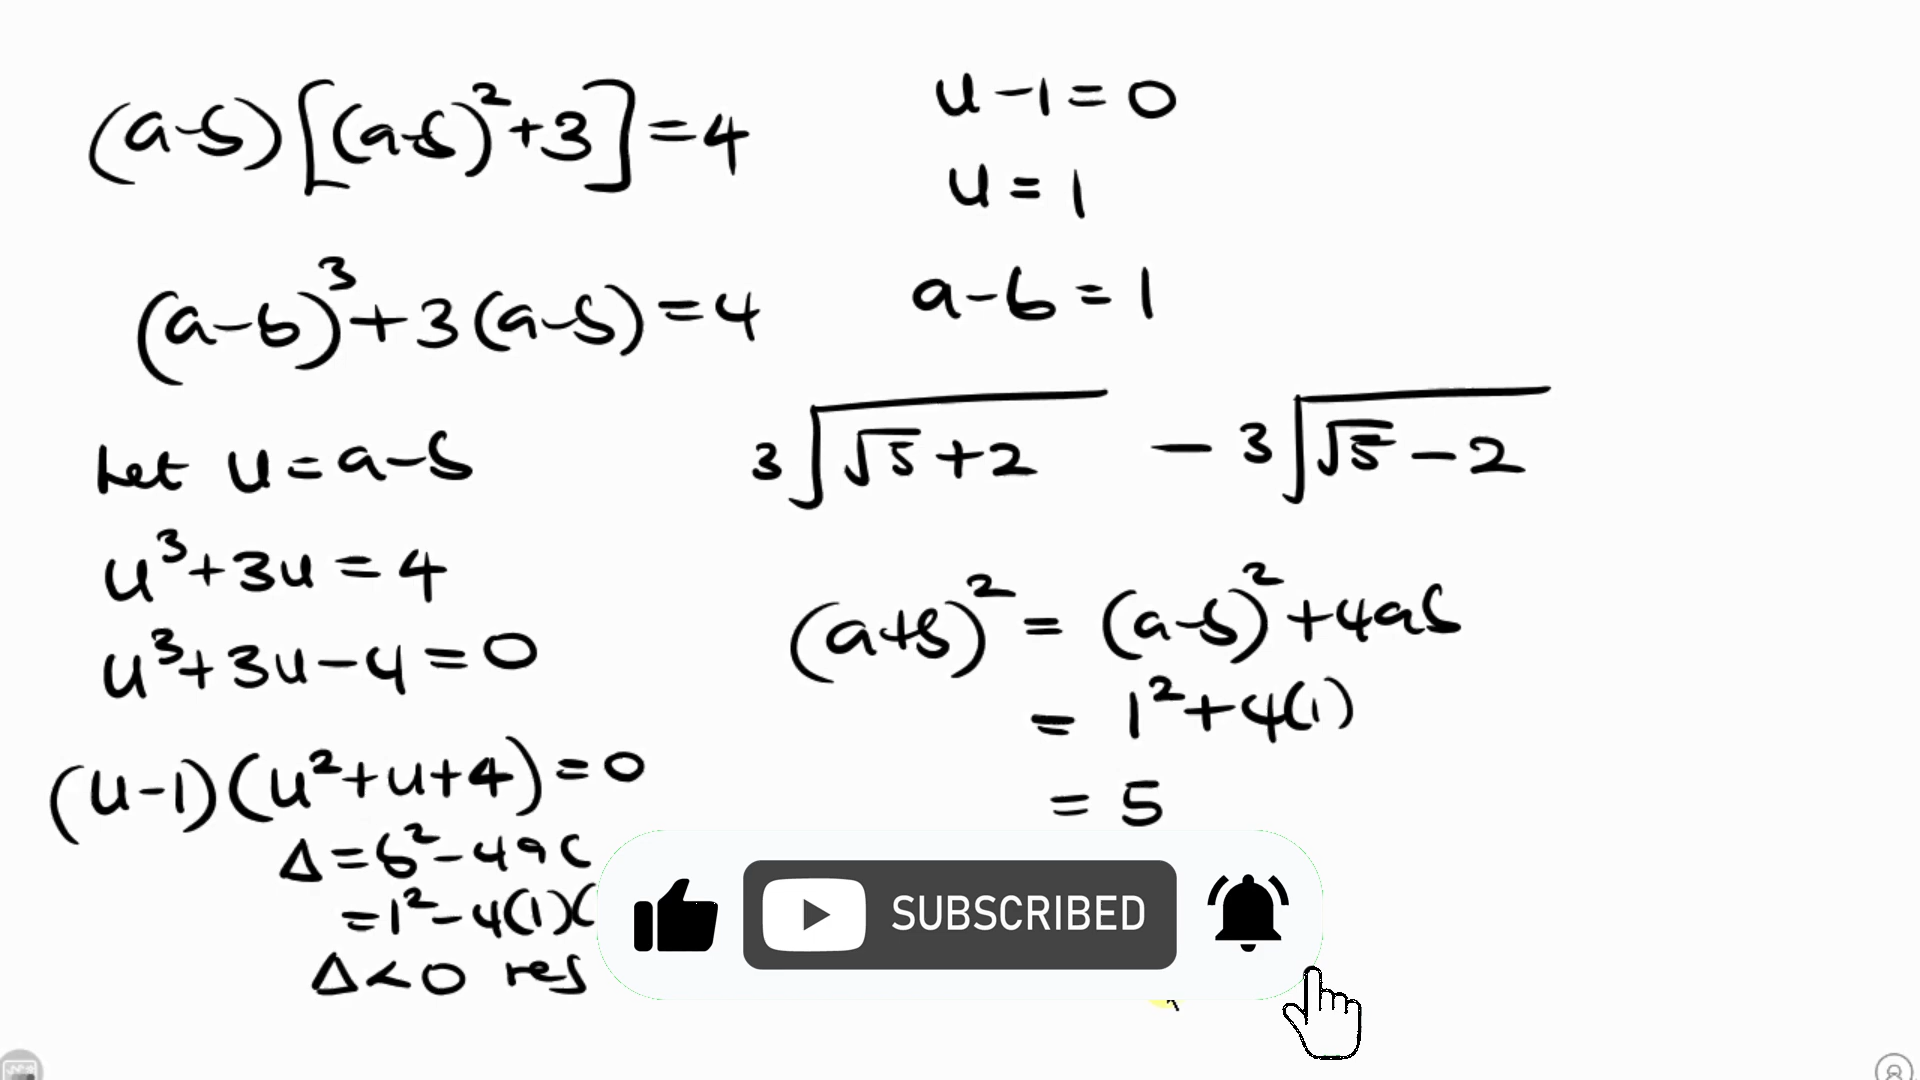 (a-b)[(a-b)²+3]=4
(a-b)³+3(a-b)=4
Let u=a-b
u³+3u=4
u³+3u-4=0
(u-1)(u²+u+4)=0
Δ=b²-4ac
=1²-4(1)(
Δ<0 res
u-1=0
u=1
a-b=1
∛(√5+2) - ∛(√5-2)
(a+b)²=(a-b)²+4ab
=1²+4(1)
=5
SUBSCRIBED